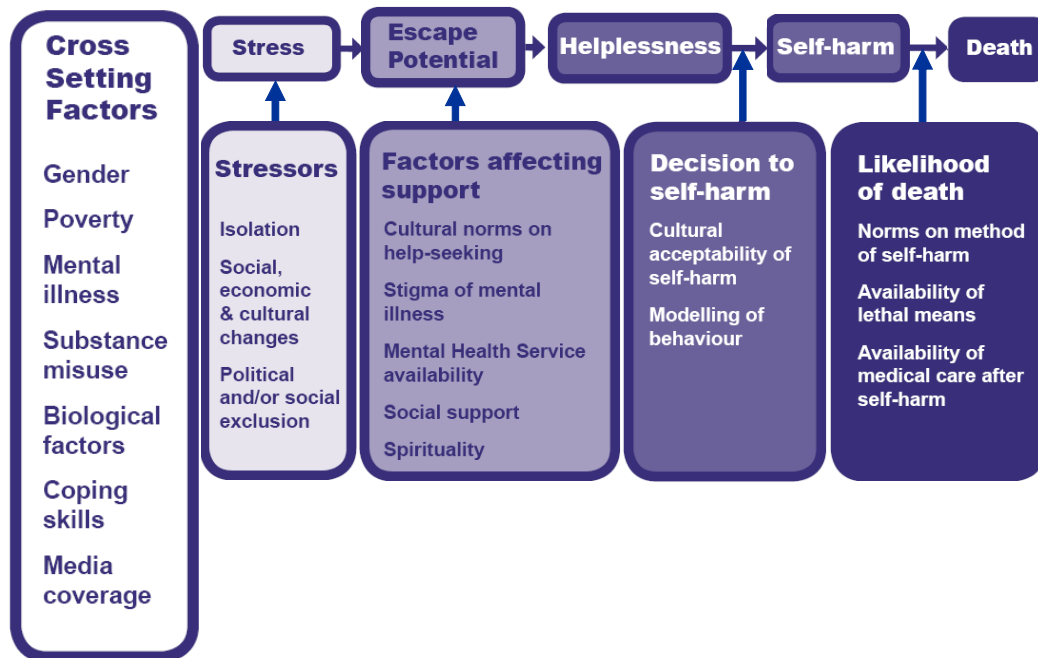 Cross
Setting
Factors
Gender
Poverty
Mental
illness
Substance
misuse
Biological
factors
Coping
skills
Media
coverage
Stress
Escape
Potential
Helplessness
Self-harm
Death
Stressors
Isolation
Social,
economic
& cultural
changes
Political
and/or social
exclusion
Factors affecting
support
Cultural norms on
help-seeking
Stigma of mental
illness
Mental Health Service
availability
Social support
Spirituality
Decision to
self-harm
Cultural
acceptability of
self-harm
Modelling of
behaviour
Likelihood
of death
Norms on method
of self-harm
Availability of
lethal means
Availability of
medical care after
self-harm